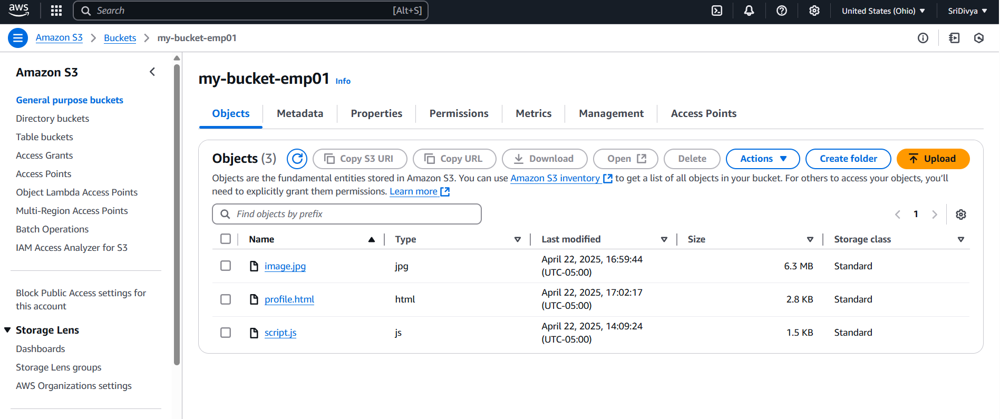 aws
Search [Alt+S]
United States (Ohio)
SriDivya
Amazon S3
Buckets
my-bucket-emp01
Amazon S3
General purpose buckets
Directory buckets
Table buckets
Access Grants
Access Points
Object Lambda Access Points
Multi-Region Access Points
Batch Operations
IAM Access Analyzer for S3
Block Public Access settings for
this account
Storage Lens
Dashboards
Storage Lens groups
AWS Organizations settings
my-bucket-emp01 Info
Objects Metadata Properties Permissions Metrics Management Access Points
Objects (3) Copy S3 URI Copy URL Download Open Delete Actions Create folder Upload
Objects are the fundamental entities stored in Amazon S3. You can use Amazon S3 inventory to get a list of all objects in your bucket. For others to access your objects, you'll
need to explicitly grant them permissions. Learn more
Find objects by prefix
1
Name Type Last modified Size Storage class
image.jpg jpg April 22, 2025, 16:59:44 (UTC-05:00) 6.3 MB Standard
profile.html html April 22, 2025, 17:02:17 (UTC-05:00) 2.8 KB Standard
script.js js April 22, 2025, 14:09:24 (UTC-05:00) 1.5 KB Standard